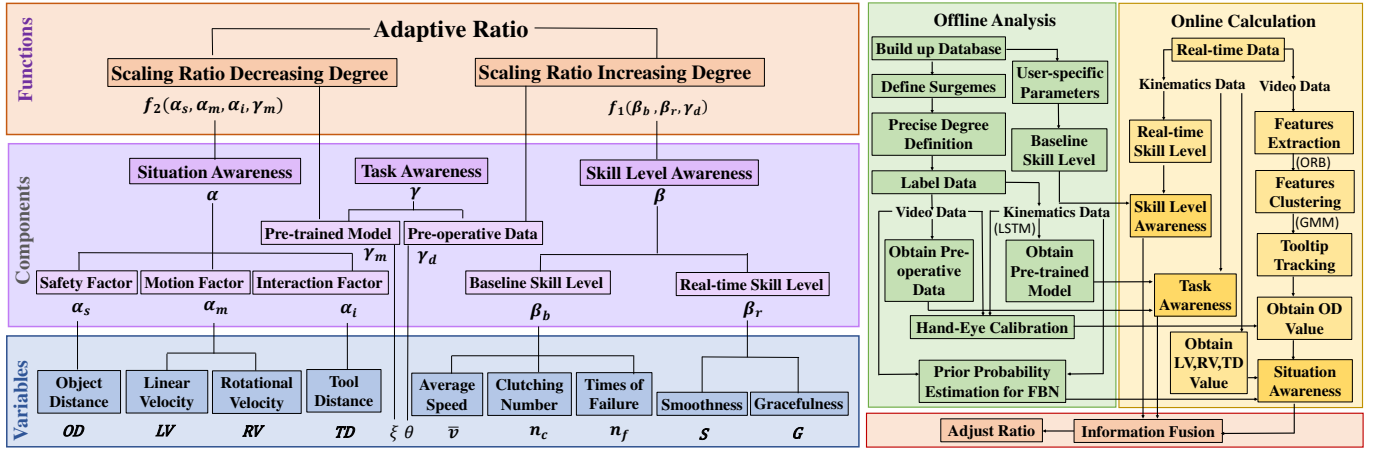 Functions
Adaptive Ratio
Scaling Ratio Decreasing Degree
Scaling Ratio Increasing Degree
f₂(αₛ, αₘ, αᵢ, γₘ)
f₁(β_b, βᵣ, γ_d)
Components
Situation Awareness
α
Task Awareness
γ
Skill Level Awareness
β
Pre-trained Model
γₘ
Pre-operative Data
γ_d
Safety Factor
αₛ
Motion Factor
αₘ
Interaction Factor
αᵢ
Baseline Skill Level
β_b
Real-time Skill Level
βᵣ
Variables
Object
Distance
OD
Linear
Velocity
LV
Rotational
Velocity
RV
Tool
Distance
TD
ξ
θ
Average
Speed
v̅
Clutching
Number
n_c
Times of
Failure
n_f
Smoothness
S
Gracefulness
G
Offline Analysis
Build up Database
User-specific
Parameters
Define Surgemes
Precise Degree
Definition
Baseline
Skill Level
Label Data
Video Data
Kinematics Data
(LSTM)
Obtain Pre-
operative
Data
Obtain
Pre-trained
Model
Hand-Eye Calibration
Prior Probability
Estimation for FBN
Online Calculation
Real-time Data
Kinematics Data
Video Data
Real-time
Skill Level
Features
Extraction
(ORB)
Skill Level
Awareness
Features
Clustering
(GMM)
Tooltip
Tracking
Task
Awareness
Obtain OD
Value
Obtain
LV,RV,TD
Value
Situation
Awareness
Adjust Ratio
Information Fusion